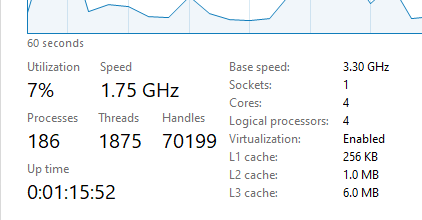 60 seconds
Utilization Speed
7% 1.75 GHz
Processes Threads Handles
186 1875 70199
Up time
0:01:15:52
Base speed: 3.30 GHz
Sockets: 1
Cores: 4
Logical processors: 4
Virtualization: Enabled
L1 cache: 256 KB
L2 cache: 1.0 MB
L3 cache: 6.0 MB